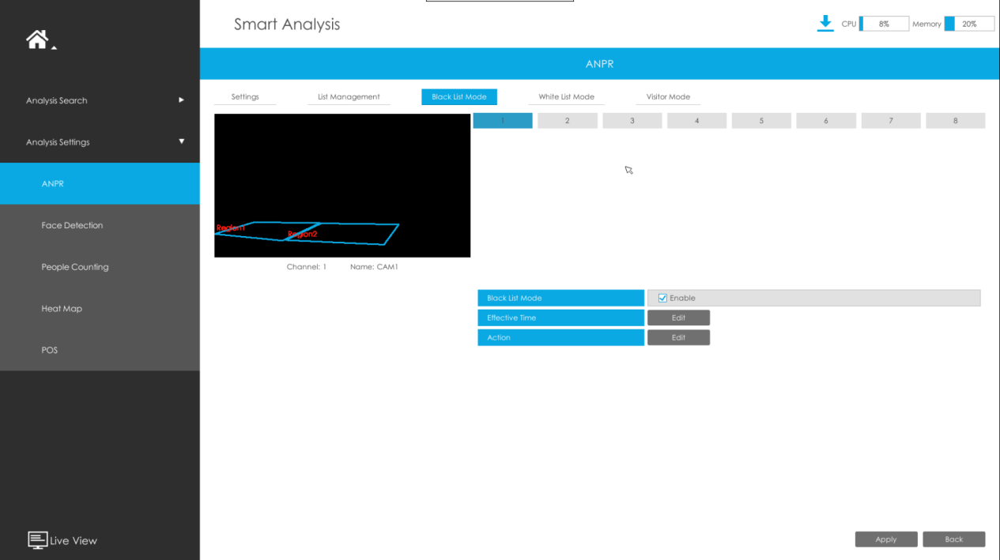 Smart Analysis
CPU 8% Memory 20%
ANPR
Analysis Search
Analysis Settings
ANPR
Face Detection
People Counting
Heat Map
POS
Live View
Settings List Management Black List Mode White List Mode Visitor Mode
1 2 3 4 5 6 7 8
Region1
Region2
Channel: 1 Name: CAM1
Black List Mode Enable
Effective Time Edit
Action Edit
Apply Back